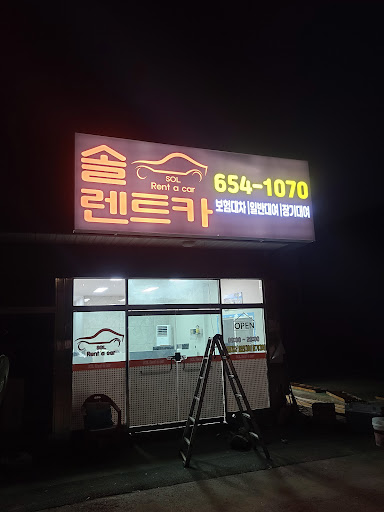 솔
렌트카
SOL
Rent a car
654-1070
보험대차|일반대여|장기대여
SOL
Rent a car
OPEN